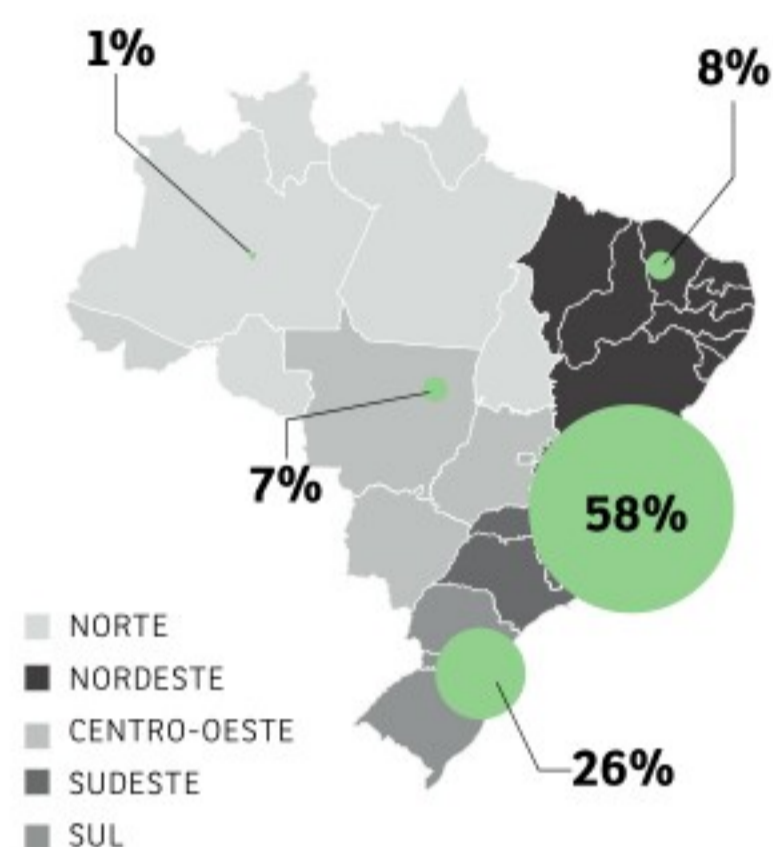 1%
8%
7%
58%
26%
NORTE
NORDESTE
CENTRO-OESTE
SUDESTE
SUL